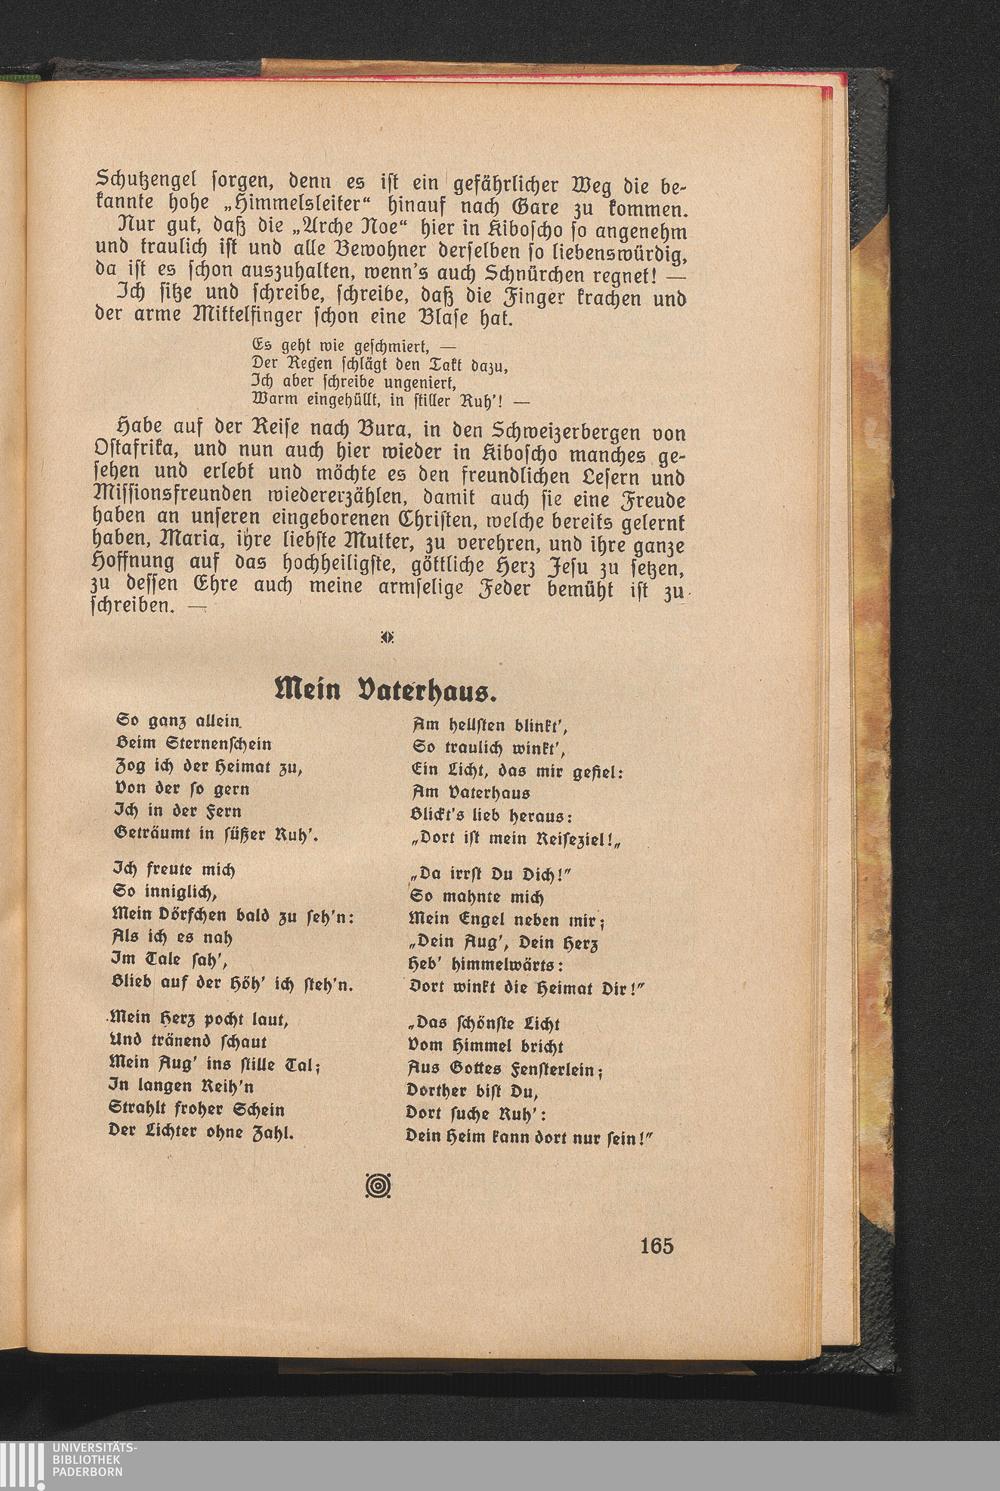 Schutzengel sorgen, denn es ist ein gefährlicher Weg die be-
kannte hohe „Himmelsleiter“ hinauf nach Gare zu kommen.
Nur gut, daß die „Arche Noe“ hier in Kiboscho so angenehm
und traulich ist und alle Bewohner derselben so liebenswürdig,
da ist es schon auszuhalten, wenn's auch Schnürchen regnet! —
Ich sitze und schreibe, schreibe, daß die Finger krachen und
der arme Mittelfinger schon eine Blase hat.
Es geht wie geschmiert, —
Der Regen schlägt den Takt dazu,
Ich aber schreibe ungeniert,
Warm eingehüllt, in stiller Ruh'! —
Habe auf der Reise nach Bura, in den Schweizerbergen von
Ostafrika, und nun auch hier wieder in Kiboscho manches ge-
sehen und erlebt und möchte es den freundlichen Lesern und
Missionsfreunden wiedererzählen, damit auch sie eine Freude
haben an unseren eingeborenen Christen, welche bereits gelernt
haben, Maria, ihre liebste Mutter, zu verehren, und ihre ganze
Hoffnung auf das hochheiligste, göttliche Herz Jesu zu setzen,
zu dessen Ehre auch meine armselige Feder bemüht ist zu
schreiben. —
Mein Vaterhaus.
So ganz allein
Beim Sternenschein
Zog ich der Heimat zu,
Von der so gern
Ich in der Fern
Geträumt in süßer Ruh'.
Ich freute mich
So inniglich,
Mein Dörfchen bald zu seh'n:
Als ich es nah
Im Tale sah',
Blieb auf der Höh' ich steh'n.
Mein Herz pocht laut,
Und tränend schaut
Mein Aug' ins stille Tal;
In langen Reih'n
Strahlt froher Schein
Der Lichter ohne Zahl.
Am hellsten blinkt',
So traulich winkt',
Ein Licht, das mir gefiel:
Am Vaterhaus
Blickt's lieb heraus:
„Dort ist mein Reiseziel!„
„Da irrst Du Dich!“
So mahnte mich
Mein Engel neben mir;
„Dein Aug', Dein Herz
Heb' himmelwärts:
Dort winkt die Heimat Dir!“
„Das schönste Licht
Vom Himmel bricht
Aus Gottes Fensterlein;
Dorther bist Du,
Dort suche Ruh':
Dein Heim kann dort nur sein!“
165
UNIVERSITÄTS-
BIBLIOTHEK
PADERBORN